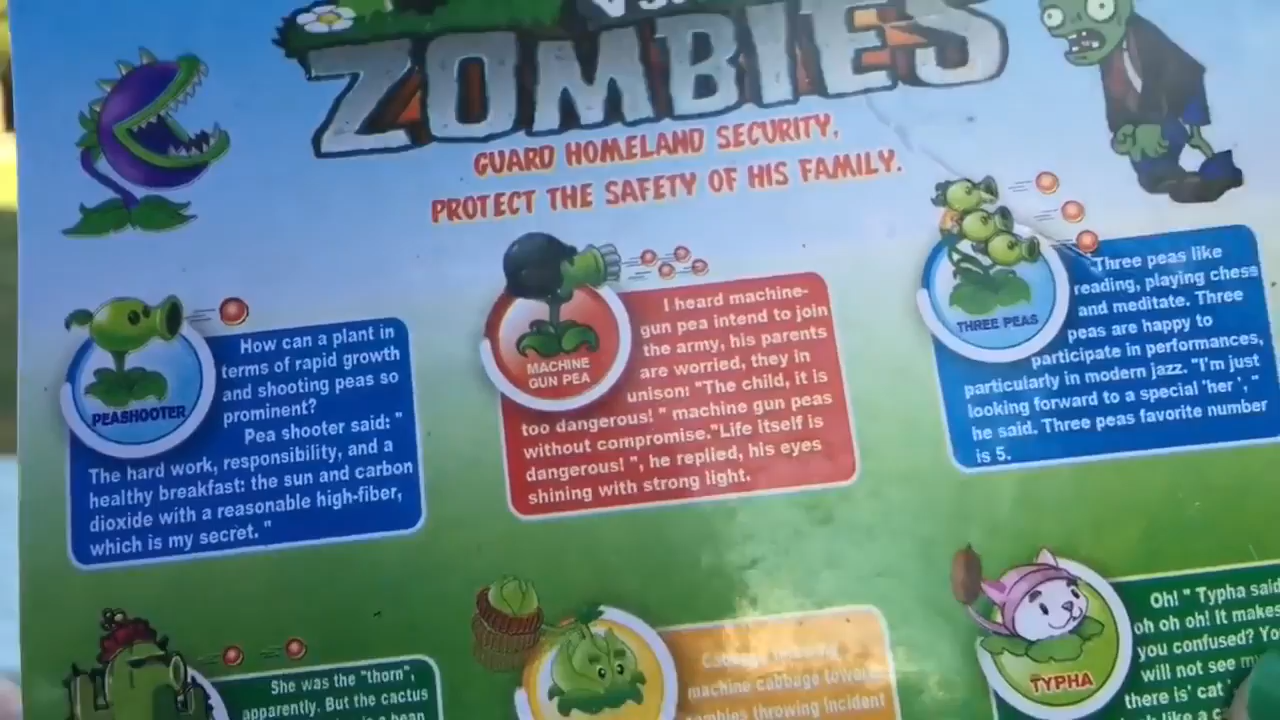 VS.
ZOMBIES
GUARD HOMELAND SECURITY,
PROTECT THE SAFETY OF HIS FAMILY.
PEASHOOTER
How can a plant in
terms of rapid growth
and shooting peas so
prominent?
Pea shooter said: "
The hard work, responsibility, and a
healthy breakfast: the sun and carbon
dioxide with a reasonable high-fiber,
which is my secret. "
MACHINE
GUN PEA
I heard machine-
gun pea intend to join
the army, his parents
are worried, they in
unison: "The child, it is
too dangerous! " machine gun peas
without compromise."Life itself is
dangerous! ", he replied, his eyes
shining with strong light.
THREE PEAS
Three peas like
reading, playing chess
and meditate. Three
peas are happy to
participate in performances,
particularly in modern jazz. "I'm just
looking forward to a special 'her', "
he said. Three peas favorite number
is 5.
She was the "thorn",
apparently. But the cactus
bean
Cabbage
machine cabbage
zombies throwing incident
TYPHA
Oh! " Typha said
oh oh oh! It makes
you confused? Yo
will not see my
there is' cat '
like a c